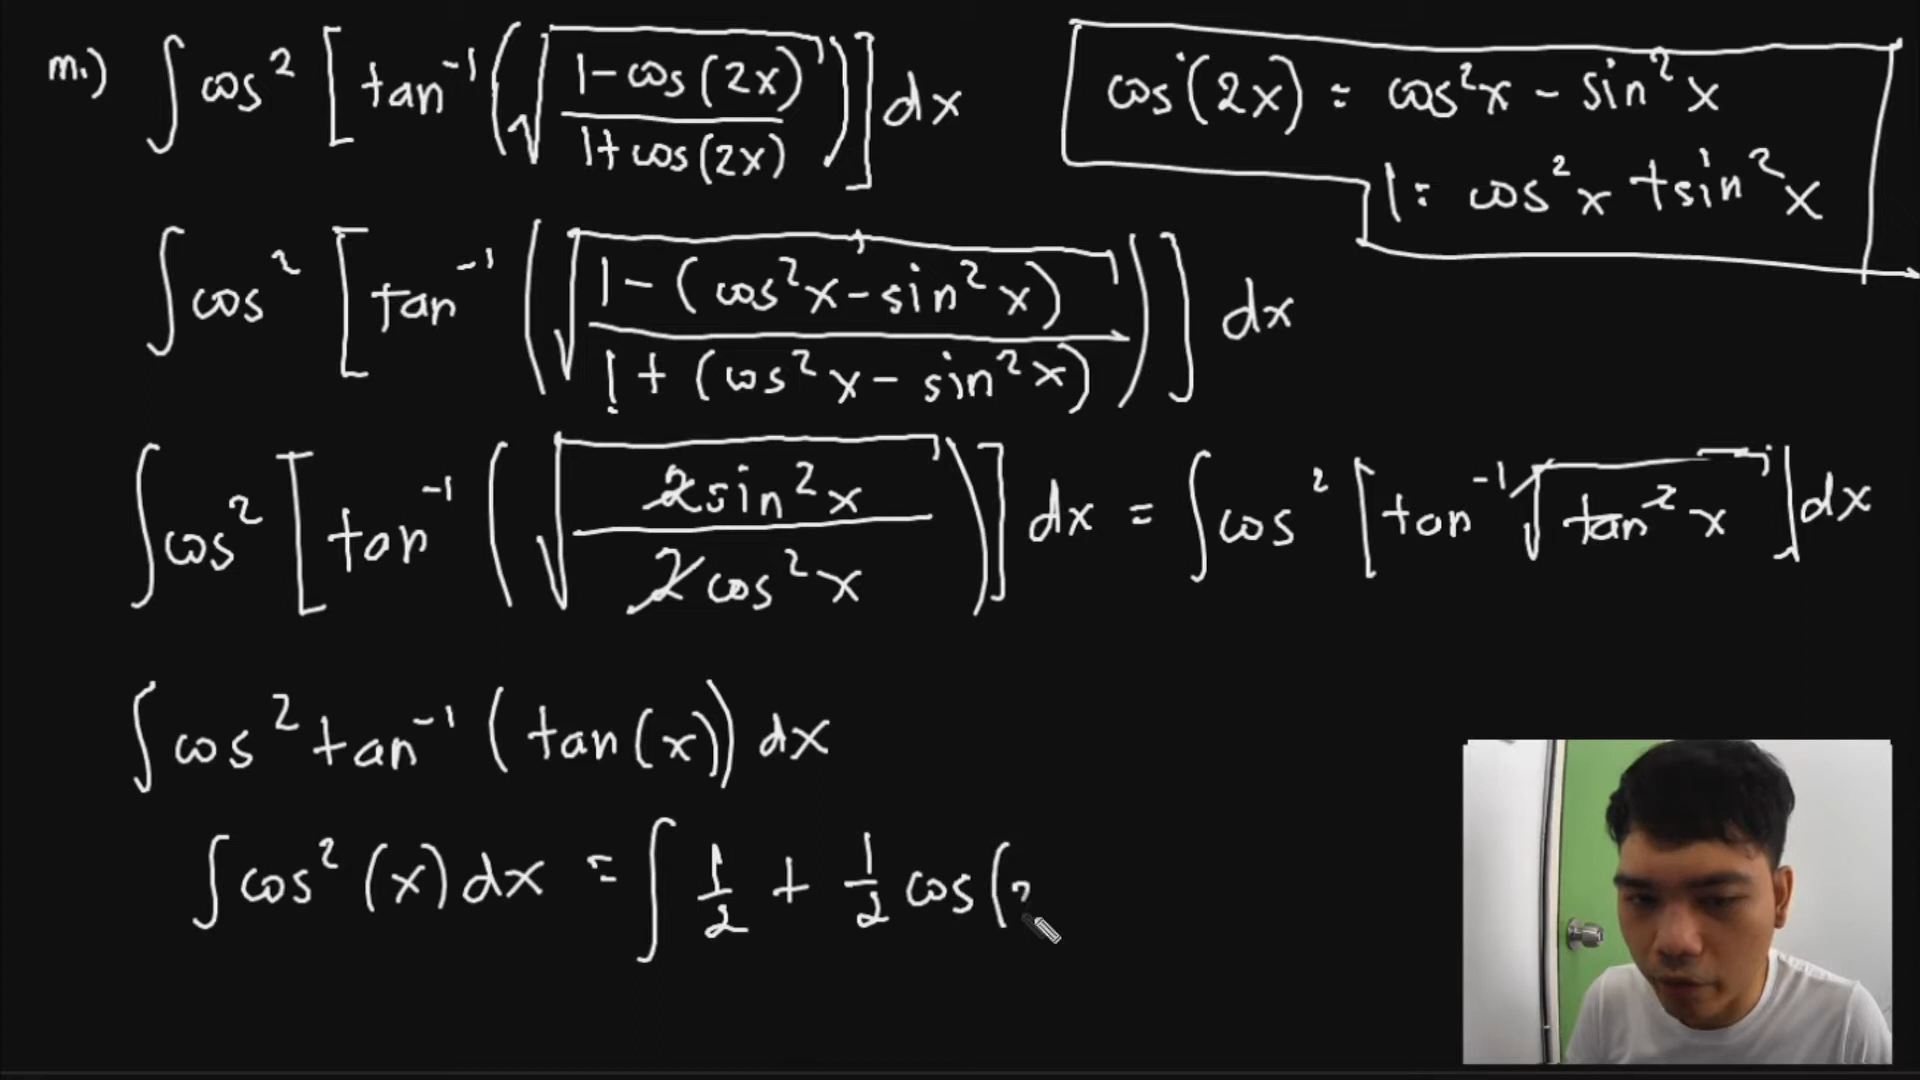 m.) ∫ cos² [tan⁻¹ (√((1-cos(2x))/(1+cos(2x))))] dx
cos(2x) = cos²x - sin²x
1 = cos²x + sin²x
∫ cos² [tan⁻¹ (√((1-(cos²x-sin²x))/(1+(cos²x-sin²x))))] dx
∫ cos² [tan⁻¹ (√((2sin²x)/(2cos²x)))] dx = ∫ cos² [tan⁻¹ √(tan²x)] dx
∫ cos² tan⁻¹ (tan(x)) dx
∫ cos² (x) dx = ∫ 1/2 + 1/2 cos(